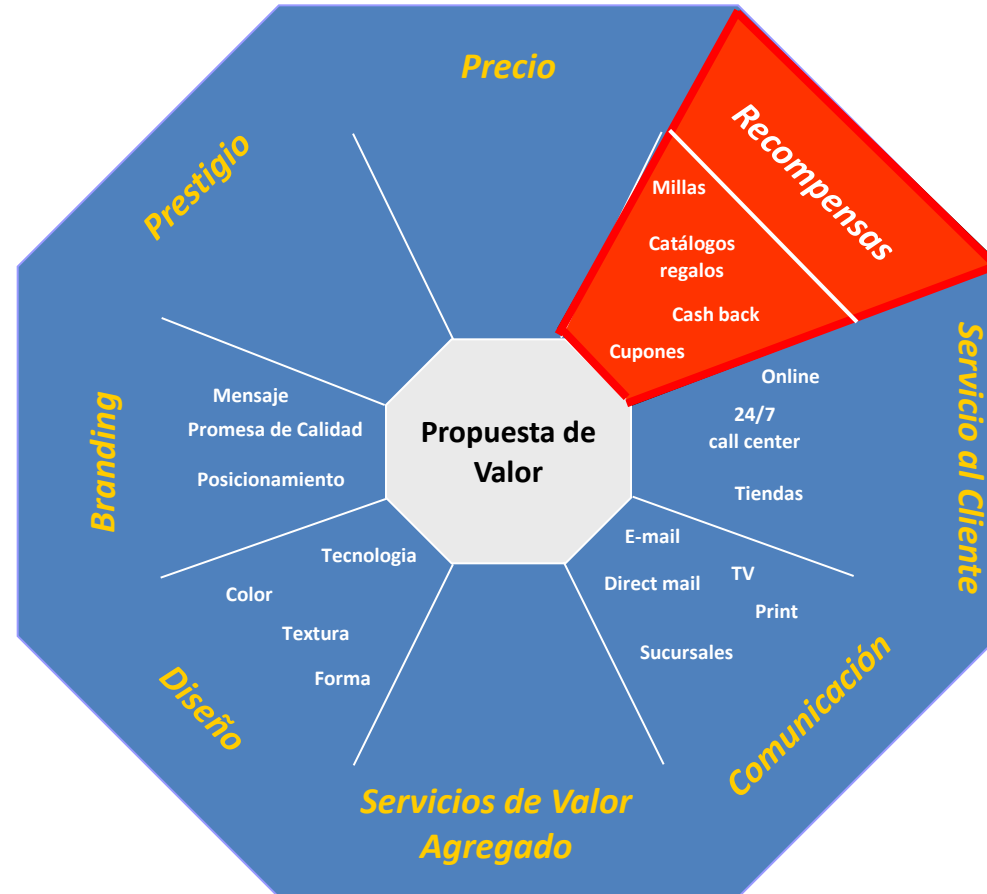 Precio
Recompensas
Millas
Catálogos
regalos
Cash back
Cupones
Servicio al Cliente
Online
24/7
call center
Tiendas
Comunicación
E-mail
TV
Direct mail
Print
Sucursales
Servicios de Valor
Agregado
Diseño
Tecnologia
Color
Textura
Forma
Branding
Mensaje
Promesa de Calidad
Posicionamiento
Prestigio
Propuesta de
Valor